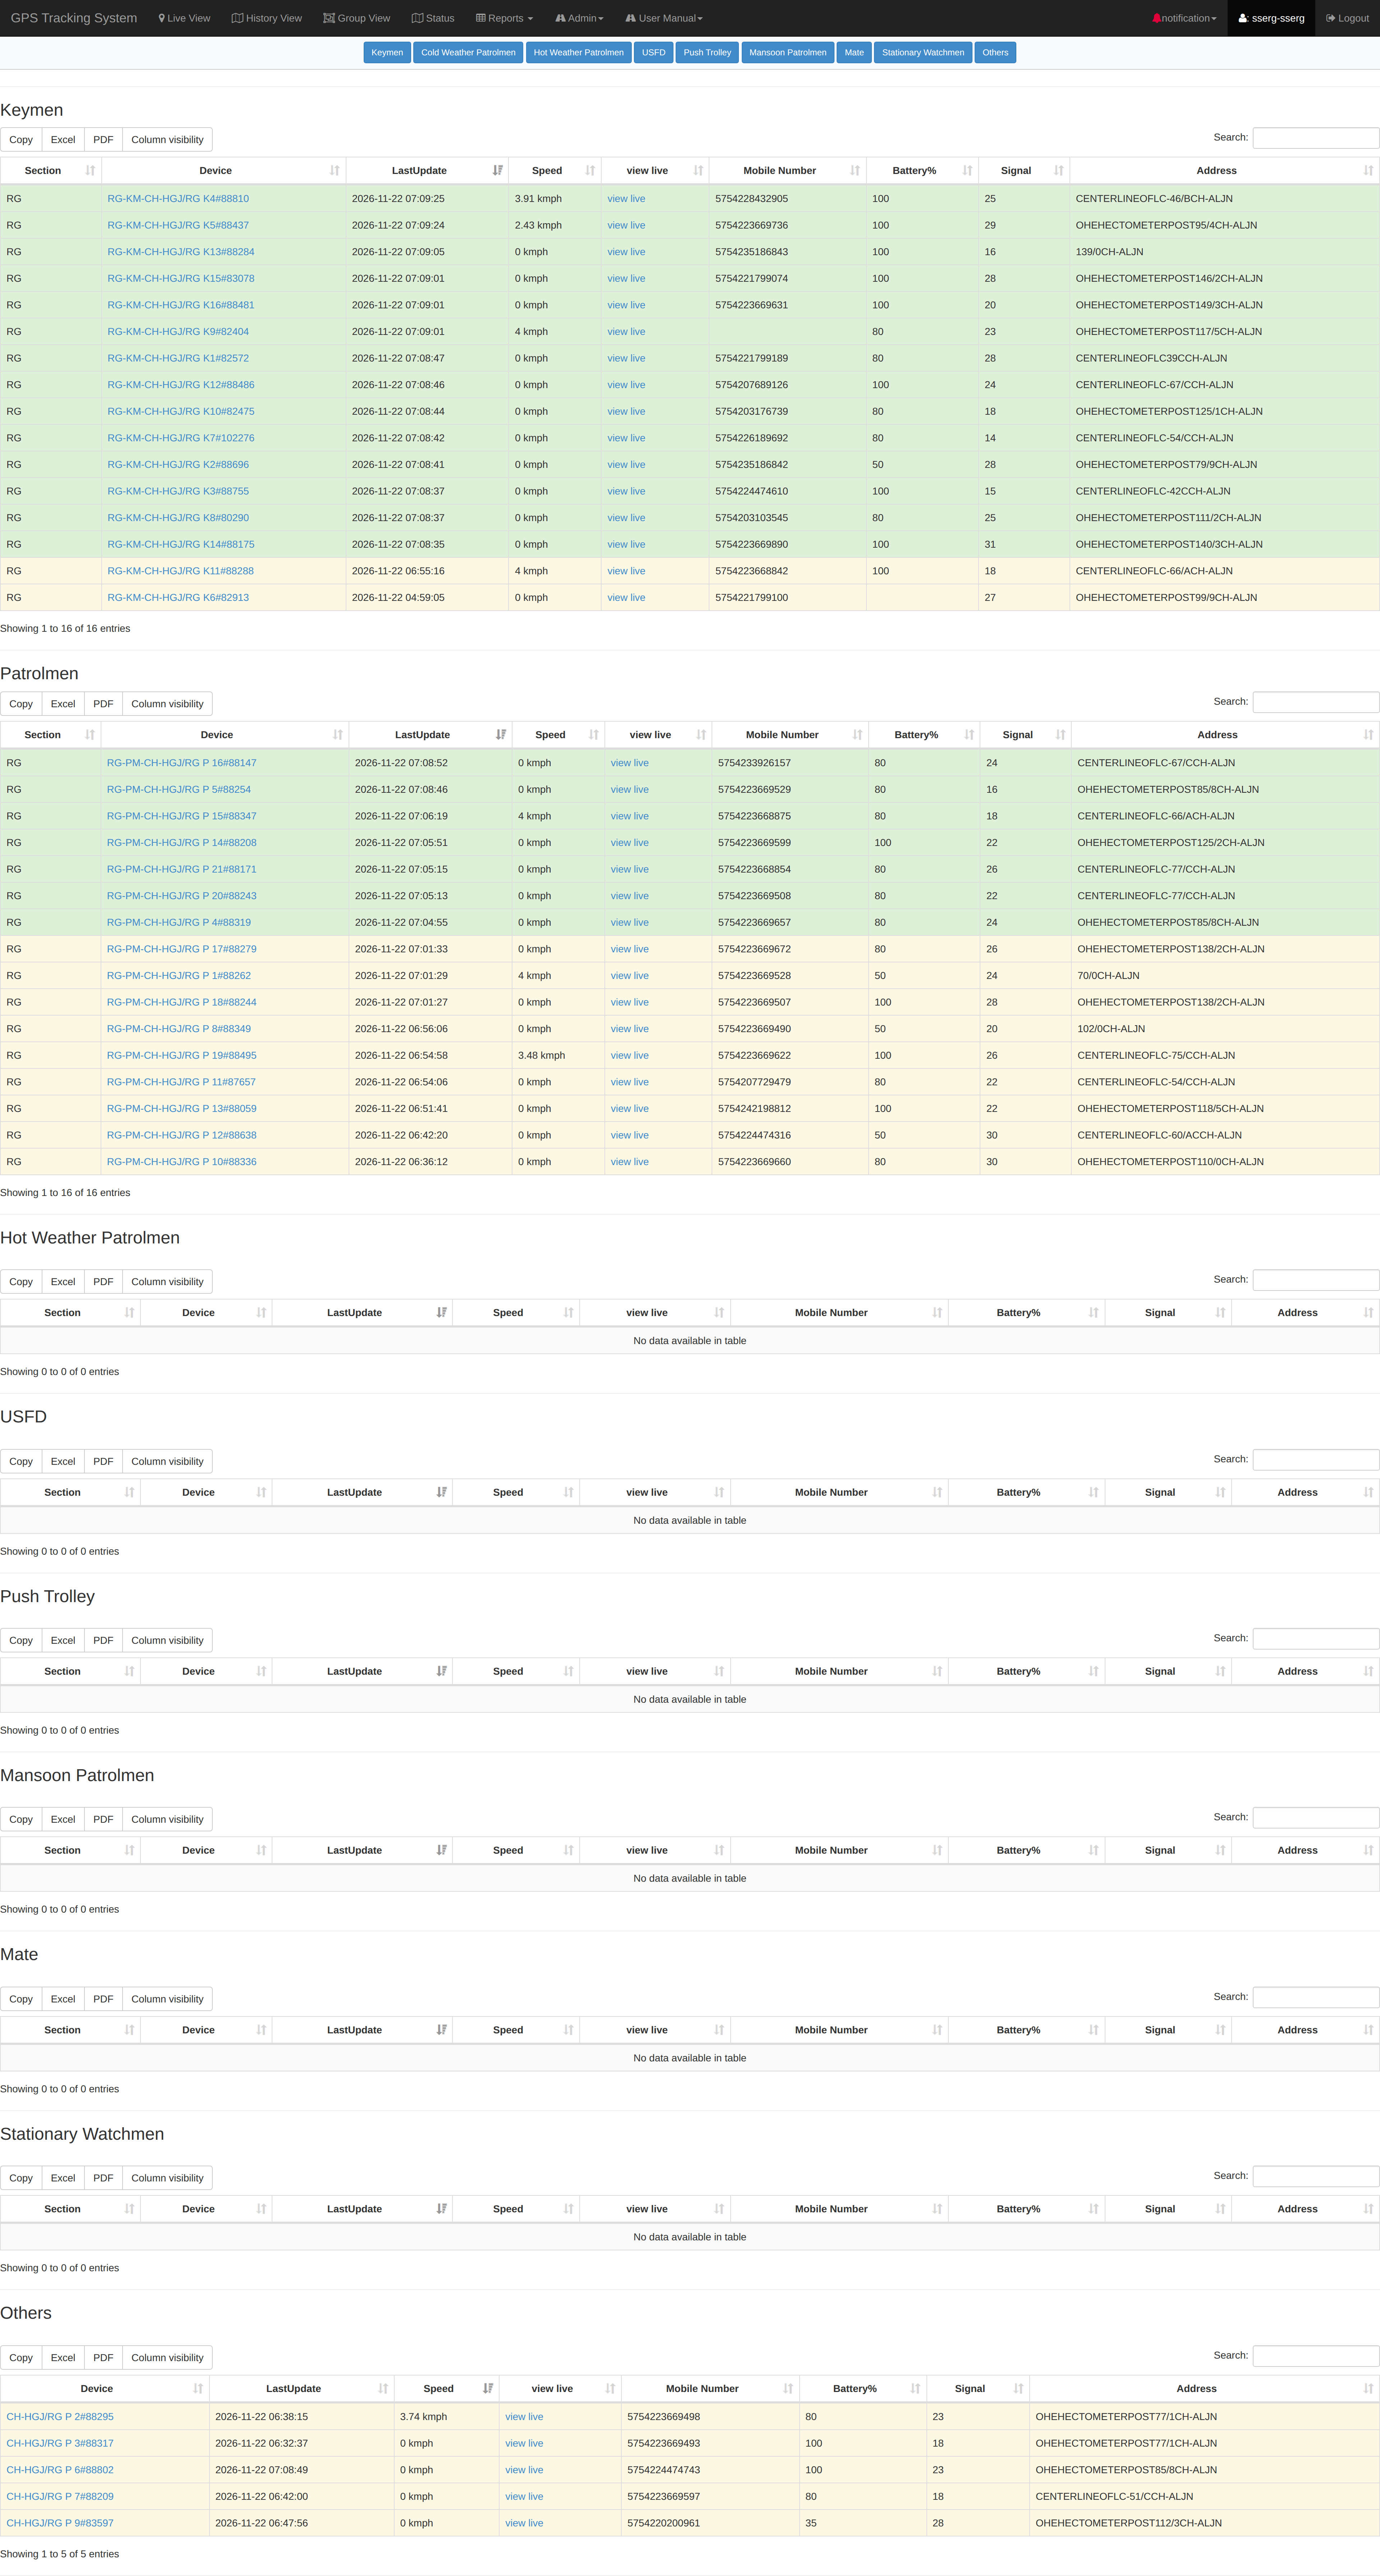 GPS Tracking System Live View History View Group View Status Reports Admin User Manual notification : sserg-sserg Logout
Keymen Cold Weather Patrolmen Hot Weather Patrolmen USFD Push Trolley Mansoon Patrolmen Mate Stationary Watchmen Others
Keymen
Copy Excel PDF Column visibility Search:
Section Device LastUpdate Speed view live Mobile Number Battery% Signal Address
RG RG-KM-CH-HGJ/RG K4#88810 2026-11-22 07:09:25 3.91 kmph view live 5754228432905 100 25 CENTERLINEOFLC-46/BCH-ALJN
RG RG-KM-CH-HGJ/RG K5#88437 2026-11-22 07:09:24 2.43 kmph view live 5754223669736 100 29 OHEHECTOMETERPOST95/4CH-ALJN
RG RG-KM-CH-HGJ/RG K13#88284 2026-11-22 07:09:05 0 kmph view live 5754235186843 100 16 139/0CH-ALJN
RG RG-KM-CH-HGJ/RG K15#83078 2026-11-22 07:09:01 0 kmph view live 5754221799074 100 28 OHEHECTOMETERPOST146/2CH-ALJN
RG RG-KM-CH-HGJ/RG K16#88481 2026-11-22 07:09:01 0 kmph view live 5754223669631 100 20 OHEHECTOMETERPOST149/3CH-ALJN
RG RG-KM-CH-HGJ/RG K9#82404 2026-11-22 07:09:01 4 kmph view live 80 23 OHEHECTOMETERPOST117/5CH-ALJN
RG RG-KM-CH-HGJ/RG K1#82572 2026-11-22 07:08:47 0 kmph view live 5754221799189 80 28 CENTERLINEOFLC39CCH-ALJN
RG RG-KM-CH-HGJ/RG K12#88486 2026-11-22 07:08:46 0 kmph view live 5754207689126 100 24 CENTERLINEOFLC-67/CCH-ALJN
RG RG-KM-CH-HGJ/RG K10#82475 2026-11-22 07:08:44 0 kmph view live 5754203176739 80 18 OHEHECTOMETERPOST125/1CH-ALJN
RG RG-KM-CH-HGJ/RG K7#102276 2026-11-22 07:08:42 0 kmph view live 5754226189692 80 14 CENTERLINEOFLC-54/CCH-ALJN
RG RG-KM-CH-HGJ/RG K2#88696 2026-11-22 07:08:41 0 kmph view live 5754235186842 50 28 OHEHECTOMETERPOST79/9CH-ALJN
RG RG-KM-CH-HGJ/RG K3#88755 2026-11-22 07:08:37 0 kmph view live 5754224474610 100 15 CENTERLINEOFLC-42CCH-ALJN
RG RG-KM-CH-HGJ/RG K8#80290 2026-11-22 07:08:37 0 kmph view live 5754203103545 80 25 OHEHECTOMETERPOST111/2CH-ALJN
RG RG-KM-CH-HGJ/RG K14#88175 2026-11-22 07:08:35 0 kmph view live 5754223669890 100 31 OHEHECTOMETERPOST140/3CH-ALJN
RG RG-KM-CH-HGJ/RG K11#88288 2026-11-22 06:55:16 4 kmph view live 5754223668842 100 18 CENTERLINEOFLC-66/ACH-ALJN
RG RG-KM-CH-HGJ/RG K6#82913 2026-11-22 04:59:05 0 kmph view live 5754221799100 27 OHEHECTOMETERPOST99/9CH-ALJN
Showing 1 to 16 of 16 entries
Patrolmen
Copy Excel PDF Column visibility Search:
Section Device LastUpdate Speed view live Mobile Number Battery% Signal Address
RG RG-PM-CH-HGJ/RG P 16#88147 2026-11-22 07:08:52 0 kmph view live 5754233926157 80 24 CENTERLINEOFLC-67/CCH-ALJN
RG RG-PM-CH-HGJ/RG P 5#88254 2026-11-22 07:08:46 0 kmph view live 5754223669529 80 16 OHEHECTOMETERPOST85/8CH-ALJN
RG RG-PM-CH-HGJ/RG P 15#88347 2026-11-22 07:06:19 4 kmph view live 5754223668875 80 18 CENTERLINEOFLC-66/ACH-ALJN
RG RG-PM-CH-HGJ/RG P 14#88208 2026-11-22 07:05:51 0 kmph view live 5754223669599 100 22 OHEHECTOMETERPOST125/2CH-ALJN
RG RG-PM-CH-HGJ/RG P 21#88171 2026-11-22 07:05:15 0 kmph view live 5754223668854 80 26 CENTERLINEOFLC-77/CCH-ALJN
RG RG-PM-CH-HGJ/RG P 20#88243 2026-11-22 07:05:13 0 kmph view live 5754223669508 80 22 CENTERLINEOFLC-77/CCH-ALJN
RG RG-PM-CH-HGJ/RG P 4#88319 2026-11-22 07:04:55 0 kmph view live 5754223669657 80 24 OHEHECTOMETERPOST85/8CH-ALJN
RG RG-PM-CH-HGJ/RG P 17#88279 2026-11-22 07:01:33 0 kmph view live 5754223669672 80 26 OHEHECTOMETERPOST138/2CH-ALJN
RG RG-PM-CH-HGJ/RG P 1#88262 2026-11-22 07:01:29 4 kmph view live 5754223669528 50 24 70/0CH-ALJN
RG RG-PM-CH-HGJ/RG P 18#88244 2026-11-22 07:01:27 0 kmph view live 5754223669507 100 28 OHEHECTOMETERPOST138/2CH-ALJN
RG RG-PM-CH-HGJ/RG P 8#88349 2026-11-22 06:56:06 0 kmph view live 5754223669490 50 20 102/0CH-ALJN
RG RG-PM-CH-HGJ/RG P 19#88495 2026-11-22 06:54:58 3.48 kmph view live 5754223669622 100 26 CENTERLINEOFLC-75/CCH-ALJN
RG RG-PM-CH-HGJ/RG P 11#87657 2026-11-22 06:54:06 0 kmph view live 5754207729479 80 22 CENTERLINEOFLC-54/CCH-ALJN
RG RG-PM-CH-HGJ/RG P 13#88059 2026-11-22 06:51:41 0 kmph view live 5754242198812 100 22 OHEHECTOMETERPOST118/5CH-ALJN
RG RG-PM-CH-HGJ/RG P 12#88638 2026-11-22 06:42:20 0 kmph view live 5754224474316 50 30 CENTERLINEOFLC-60/ACCH-ALJN
RG RG-PM-CH-HGJ/RG P 10#88336 2026-11-22 06:36:12 0 kmph view live 5754223669660 80 30 OHEHECTOMETERPOST110/0CH-ALJN
Showing 1 to 16 of 16 entries
Hot Weather Patrolmen
Copy Excel PDF Column visibility Search:
Section Device LastUpdate Speed view live Mobile Number Battery% Signal Address
No data available in table
Showing 0 to 0 of 0 entries
USFD
Copy Excel PDF Column visibility Search:
Section Device LastUpdate Speed view live Mobile Number Battery% Signal Address
No data available in table
Showing 0 to 0 of 0 entries
Push Trolley
Copy Excel PDF Column visibility Search:
Section Device LastUpdate Speed view live Mobile Number Battery% Signal Address
No data available in table
Showing 0 to 0 of 0 entries
Mansoon Patrolmen
Copy Excel PDF Column visibility Search:
Section Device LastUpdate Speed view live Mobile Number Battery% Signal Address
No data available in table
Showing 0 to 0 of 0 entries
Mate
Copy Excel PDF Column visibility Search:
Section Device LastUpdate Speed view live Mobile Number Battery% Signal Address
No data available in table
Showing 0 to 0 of 0 entries
Stationary Watchmen
Copy Excel PDF Column visibility Search:
Section Device LastUpdate Speed view live Mobile Number Battery% Signal Address
No data available in table
Showing 0 to 0 of 0 entries
Others
Copy Excel PDF Column visibility Search:
Device LastUpdate Speed view live Mobile Number Battery% Signal Address
CH-HGJ/RG P 2#88295 2026-11-22 06:38:15 3.74 kmph view live 5754223669498 80 23 OHEHECTOMETERPOST77/1CH-ALJN
CH-HGJ/RG P 3#88317 2026-11-22 06:32:37 0 kmph view live 5754223669493 100 18 OHEHECTOMETERPOST77/1CH-ALJN
CH-HGJ/RG P 6#88802 2026-11-22 07:08:49 0 kmph view live 5754224474743 100 23 OHEHECTOMETERPOST85/8CH-ALJN
CH-HGJ/RG P 7#88209 2026-11-22 06:42:00 0 kmph view live 5754223669597 80 18 CENTERLINEOFLC-51/CCH-ALJN
CH-HGJ/RG P 9#83597 2026-11-22 06:47:56 0 kmph view live 5754220200961 35 28 OHEHECTOMETERPOST112/3CH-ALJN
Showing 1 to 5 of 5 entries